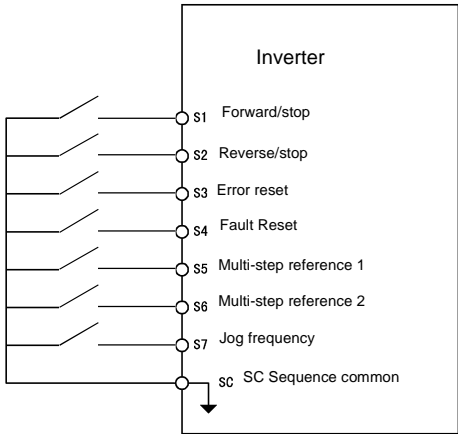 Inverter
S1 Forward/stop
S2 Reverse/stop
S3 Error reset
S4 Fault Reset
S5 Multi-step reference 1
S6 Multi-step reference 2
S7 Jog frequency
SC SC Sequence common